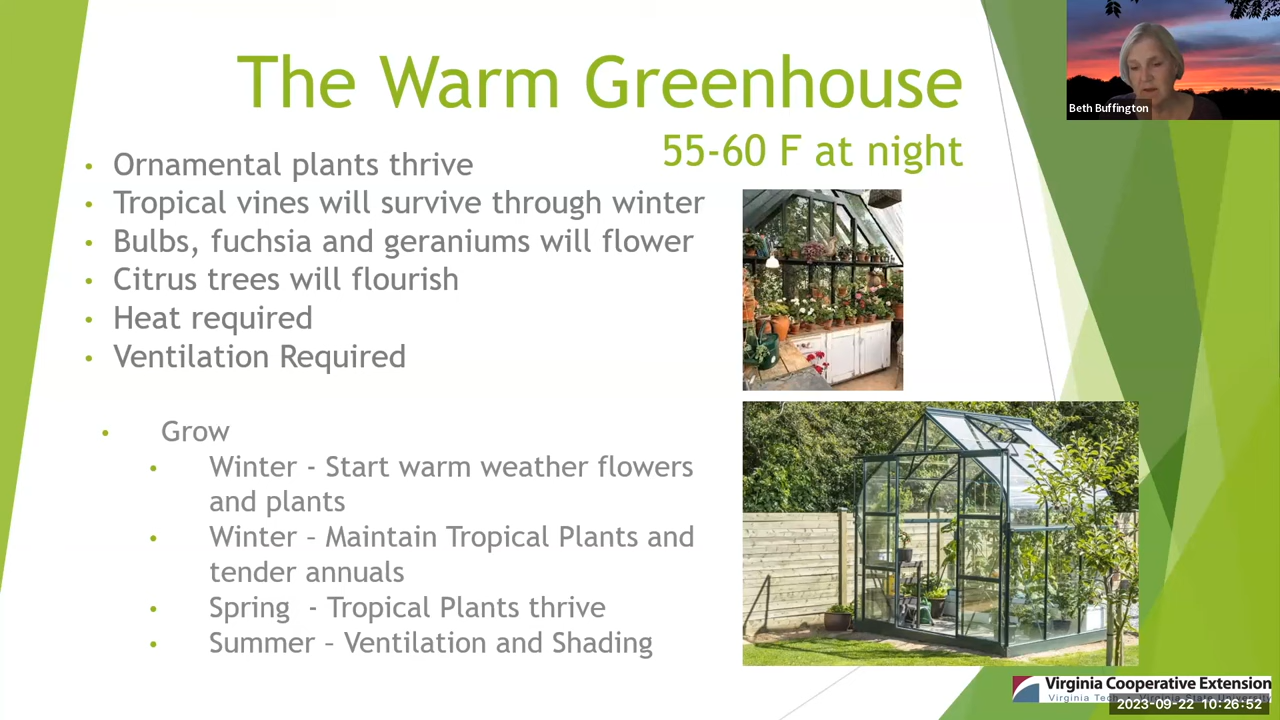 The Warm Greenhouse
55-60 F at night
• Ornamental plants thrive
• Tropical vines will survive through winter
• Bulbs, fuchsia and geraniums will flower
• Citrus trees will flourish
• Heat required
• Ventilation Required
• Grow
• Winter - Start warm weather flowers
and plants
• Winter – Maintain Tropical Plants and
tender annuals
• Spring - Tropical Plants thrive
• Summer – Ventilation and Shading
Beth Buffington
Virginia Cooperative Extension
Virginia Tech • Virginia State University
2023-09-22 10:26:52